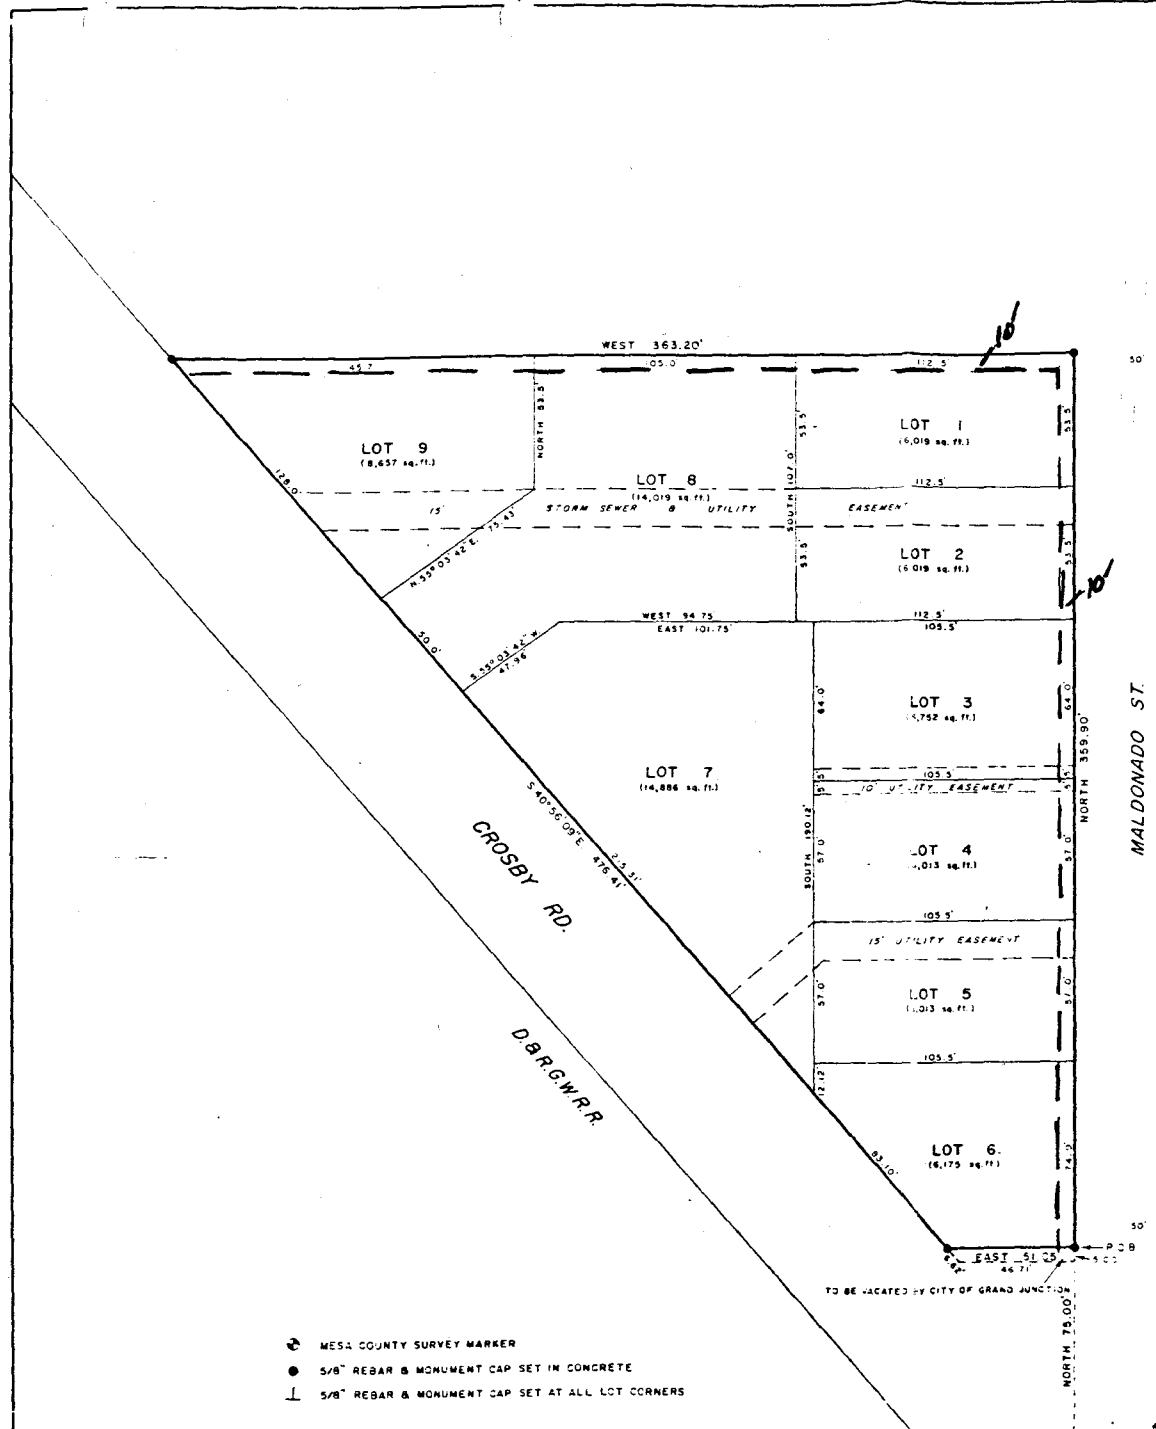 WEST 363.20'
10'
50'
45.7
105.0
112.5'
NORTH 53.5'
53.5'
53.5
LOT 9
(8,657 sq.ft.)
LOT 8
(14,019 sq.ft.)
LOT 1
(6,019 sq.ft.)
128.0
SOUTH 107.0'
112.5'
15' STORM SEWER & UTILITY EASEMENT
N.55°03'42"E. 75.43'
53.5'
LOT 2
(6,019 sq.ft.)
53.5'
10'
50.0'
S.55°03'42"W.
47.96'
WEST 94.75'
EAST 101.75'
112.5'
105.5'
64.0'
LOT 3
64.0'
NORTH 359.90'
MALDONADO ST.
LOT 7
(14,886 sq.ft.)
5.5'
105.5'
5.5'
10' UTILITY EASEMENT
S 40°56'09"E 476.41'
215.31'
CROSBY RD.
SOUTH 190.12'
57.0'
LOT 4
57.0'
105.5'
15' UTILITY EASEMENT
57.0'
LOT 5
57.0'
D.&R.G.W.R.R.
105.5'
12.12'
LOT 6
(6,175 sq.ft.)
83.10'
74.0'
50'
EAST 51.05
P.O.B
46.71'
TO BE VACATED BY CITY OF GRAND JUNCTION
NORTH 75.00'
MESA COUNTY SURVEY MARKER
5/8" REBAR & MONUMENT CAP SET IN CONCRETE
5/8" REBAR & MONUMENT CAP SET AT ALL LOT CORNERS